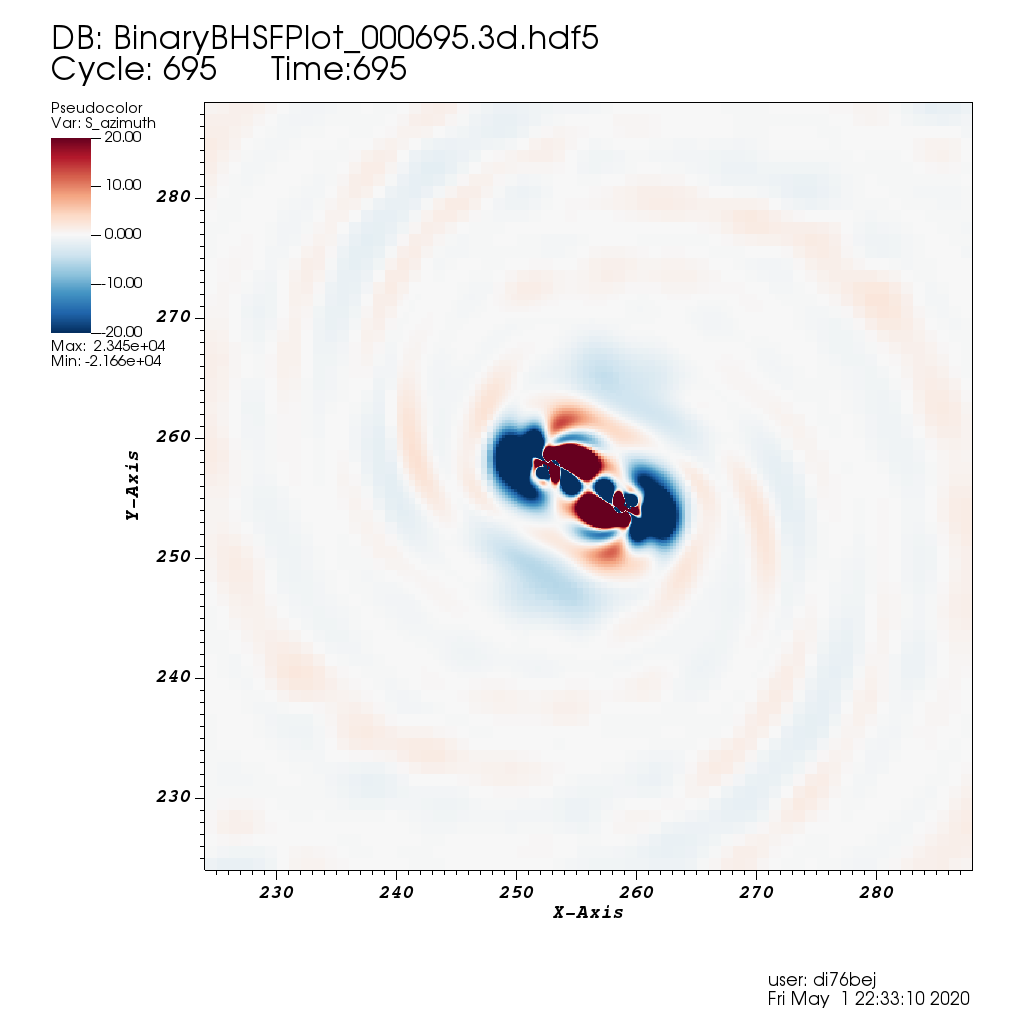 DB: BinaryBHSFPlot_000695.3d.hdf5
Cycle: 695 Time:695
Pseudocolor
Var: S_azimuth
20.00
10.00
0.000
-10.00
-20.00
Max: 2.345e+04
Min: -2.166e+04
280
270
260
250
240
230
Y-Axis
230 240 250 260 270 280
X-Axis
user: di76bej
Fri May 1 22:33:10 2020